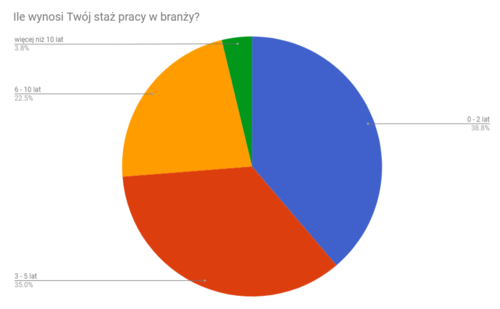 Ile wynosi Twój staż pracy w branży?
więcej niż 10 lat
3.8%
6 - 10 lat
22.5%
0 - 2 lat
38.8%
3 - 5 lat
35.0%